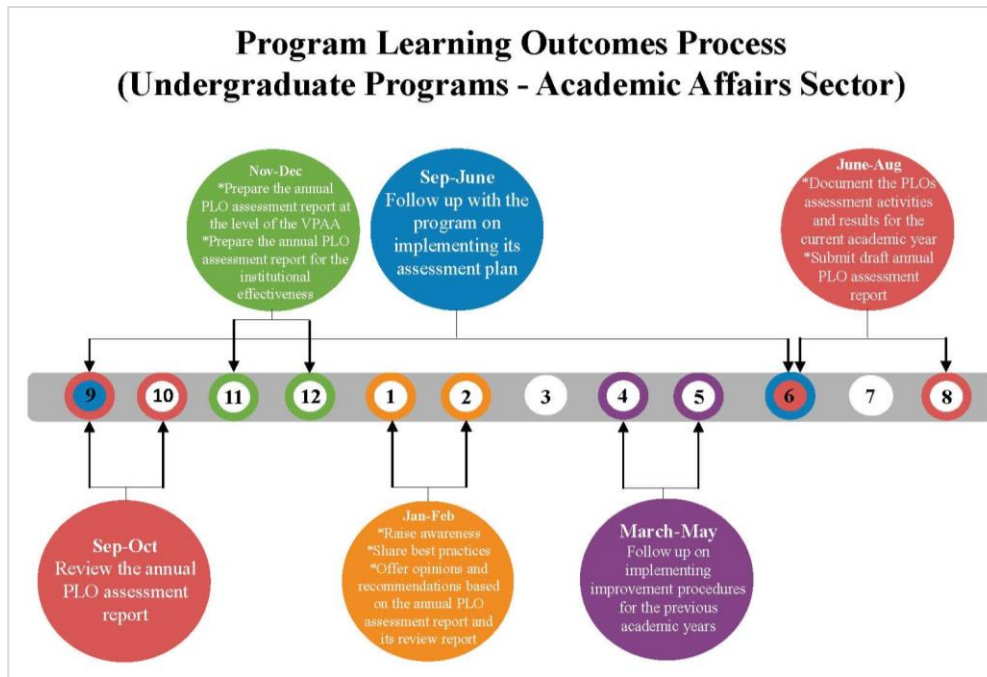 Program Learning Outcomes Process
(Undergraduate Programs - Academic Affairs Sector)
Nov-Dec
*Prepare the annual
PLO assessment report at
the level of the VPAA
*Prepare the annual PLO
assessment report for the
institutional
effectiveness
Sep-June
Follow up with the
program on
implementing its
assessment plan
June-Aug
*Document the PLOs
assessment activities
and results for the
current academic year
*Submit draft annual
PLO assessment
report
9 10 11 12 1 2 3 4 5 6 7 8
Sep-Oct
Review the annual
PLO assessment
report
Jan-Feb
*Raise awareness
*Share best practices
*Offer opinions and
recommendations based
on the annual PLO
assessment report and
its review report
March-May
Follow up on
implementing
improvement procedures
for the previous
academic years